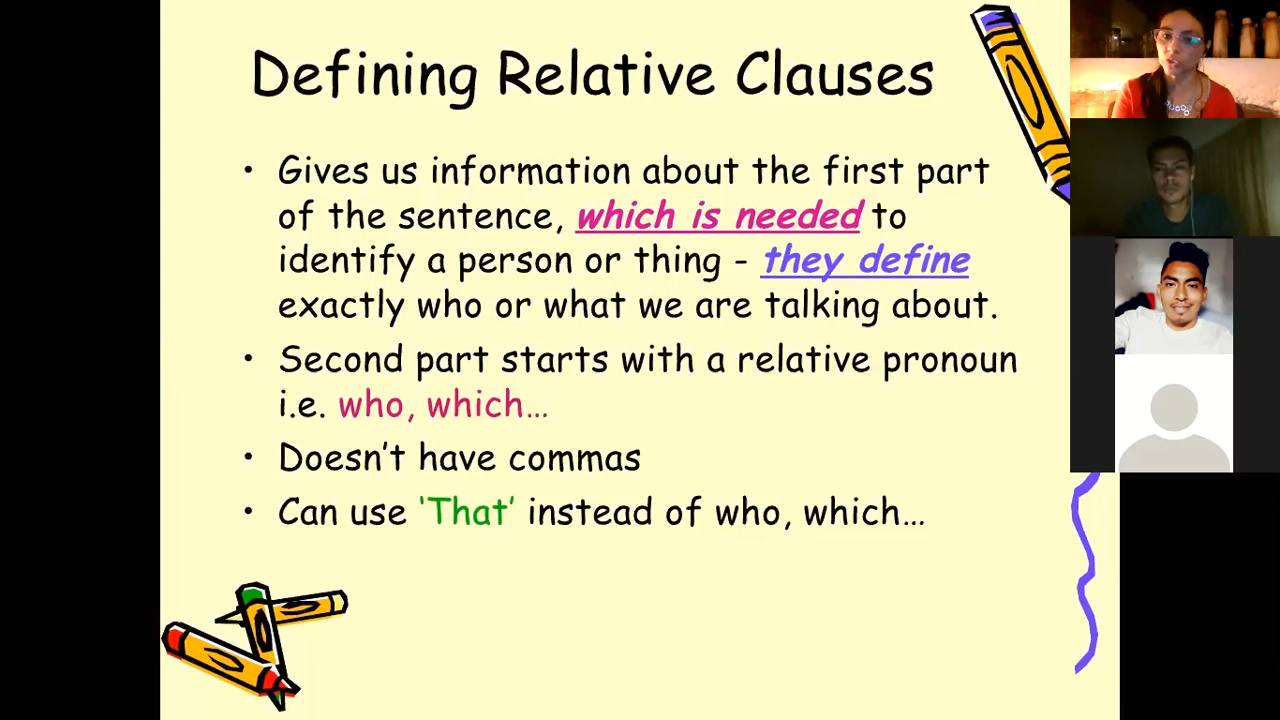 Defining Relative Clauses
• Gives us information about the first part
of the sentence, which is needed to
identify a person or thing - they define
exactly who or what we are talking about.
• Second part starts with a relative pronoun
i.e. who, which…
• Doesn’t have commas
• Can use ‘That’ instead of who, which…